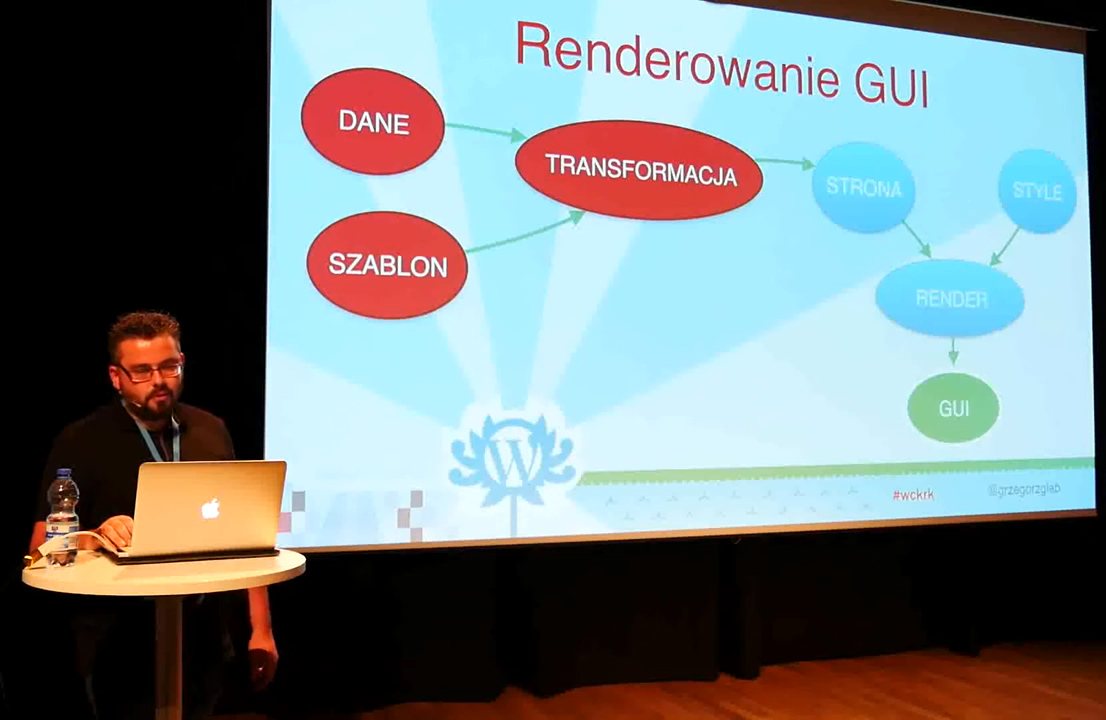 Renderowanie GUI
DANE
TRANSFORMACJA
STRONA
STYLE
SZABLON
RENDER
GUI
#wckrk
@grzegorzglab